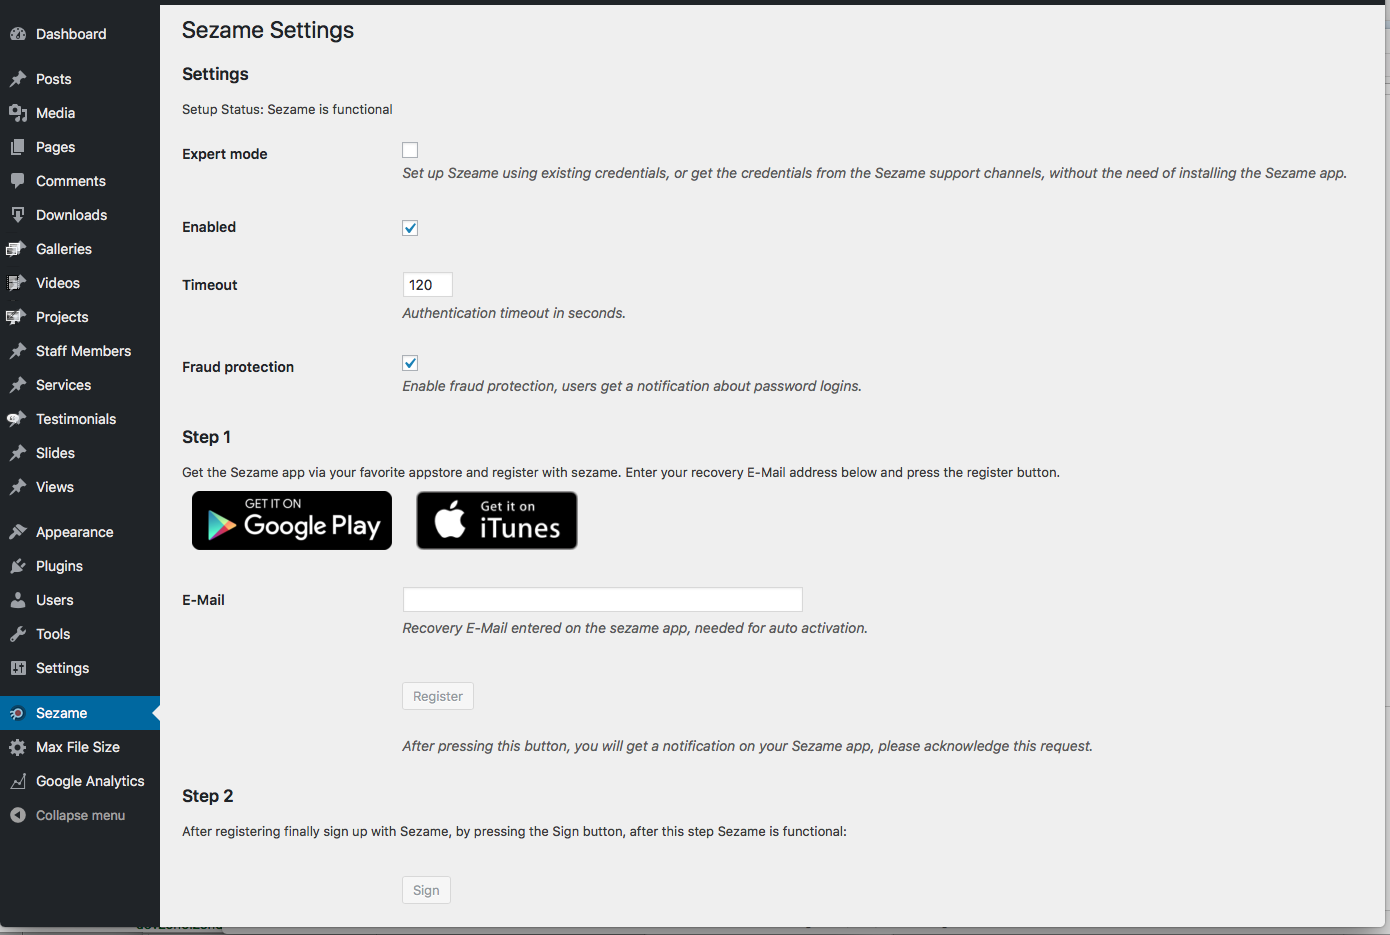 Dashboard
Posts
Media
Pages
Comments
Downloads
Galleries
Videos
Projects
Staff Members
Services
Testimonials
Slides
Views
Appearance
Plugins
Users
Tools
Settings
Sezame
Max File Size
Google Analytics
Collapse menu
Sezame Settings
Settings
Setup Status: Sezame is functional
Expert mode
Set up Szeame using existing credentials, or get the credentials from the Sezame support channels, without the need of installing the Sezame app.
Enabled
Timeout
120
Authentication timeout in seconds.
Fraud protection
Enable fraud protection, users get a notification about password logins.
Step 1
Get the Sezame app via your favorite appstore and register with sezame. Enter your recovery E-Mail address below and press the register button.
GET IT ON
Google Play
Get it on
iTunes
E-Mail
Recovery E-Mail entered on the sezame app, needed for auto activation.
Register
After pressing this button, you will get a notification on your Sezame app, please acknowledge this request.
Step 2
After registering finally sign up with Sezame, by pressing the Sign button, after this step Sezame is functional:
Sign